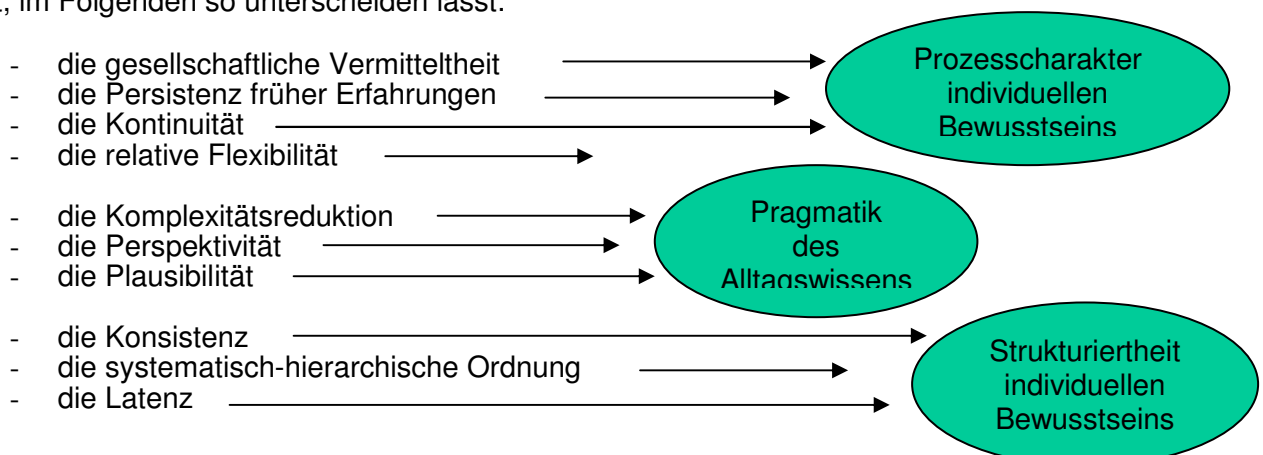 im Folgenden so unterscheiden lässt:
- die gesellschaftliche Vermitteltheit
- die Persistenz früher Erfahrungen
- die Kontinuität
- die relative Flexibilität
Prozesscharakter
individuellen
Bewusstseins
- die Komplexitätsreduktion
- die Perspektivität
- die Plausibilität
Pragmatik
des
Alltagswissens
- die Konsistenz
- die systematisch-hierarchische Ordnung
- die Latenz
Strukturiertheit
individuellen
Bewusstseins